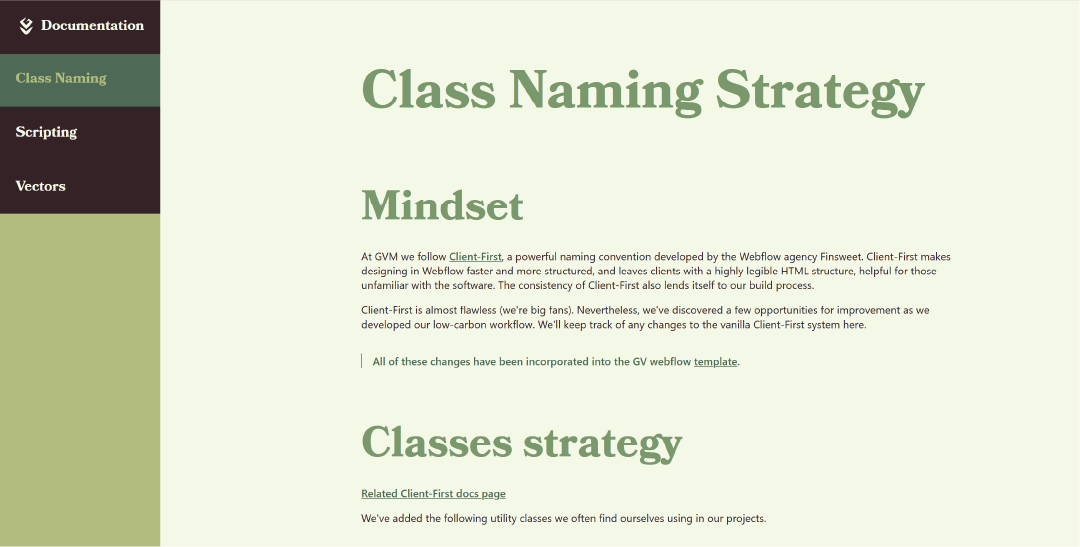 Documentation
Class Naming
Scripting
Vectors
Class Naming Strategy
Mindset
At GVM we follow Client-First, a powerful naming convention developed by the Webflow agency Finsweet. Client-First makes
designing in Webflow faster and more structured, and leaves clients with a highly legible HTML structure, helpful for those
unfamiliar with the software. The consistency of Client-First also lends itself to our build process.
Client-First is almost flawless (we're big fans). Nevertheless, we've discovered a few opportunities for improvement as we
developed our low-carbon workflow. We'll keep track of any changes to the vanilla Client-First system here.
All of these changes have been incorporated into the GV webflow template.
Classes strategy
Related Client-First docs page
We've added the following utility classes we often find ourselves using in our projects.